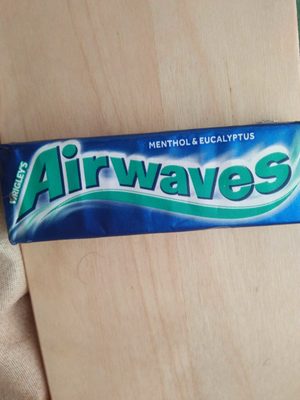 WRIGLEY'S
MENTHOL & EUCALYPTUS
Airwaves